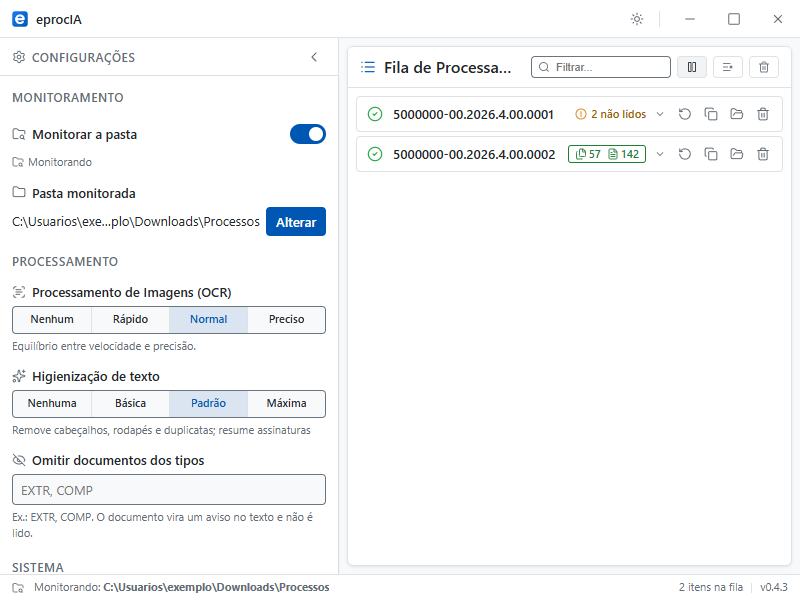 eprocIA
CONFIGURAÇÕES
MONITORAMENTO
Monitorar a pasta
Monitorando
Pasta monitorada
C:\Usuarios\exe...plo\Downloads\Processos
Alterar
PROCESSAMENTO
Processamento de Imagens (OCR)
Nenhum Rápido Normal Preciso
Equilíbrio entre velocidade e precisão.
Higienização de texto
Nenhuma Básica Padrão Máxima
Remove cabeçalhos, rodapés e duplicatas; resume assinaturas
Omitir documentos dos tipos
EXTR, COMP
Ex.: EXTR, COMP. O documento vira um aviso no texto e não é
lido.
SISTEMA
Fila de Processa...
Filtrar...
5000000-00.2026.4.00.0001 2 não lidos
5000000-00.2026.4.00.0002 57 142
Monitorando: C:\Usuarios\exemplo\Downloads\Processos
2 itens na fila v0.4.3